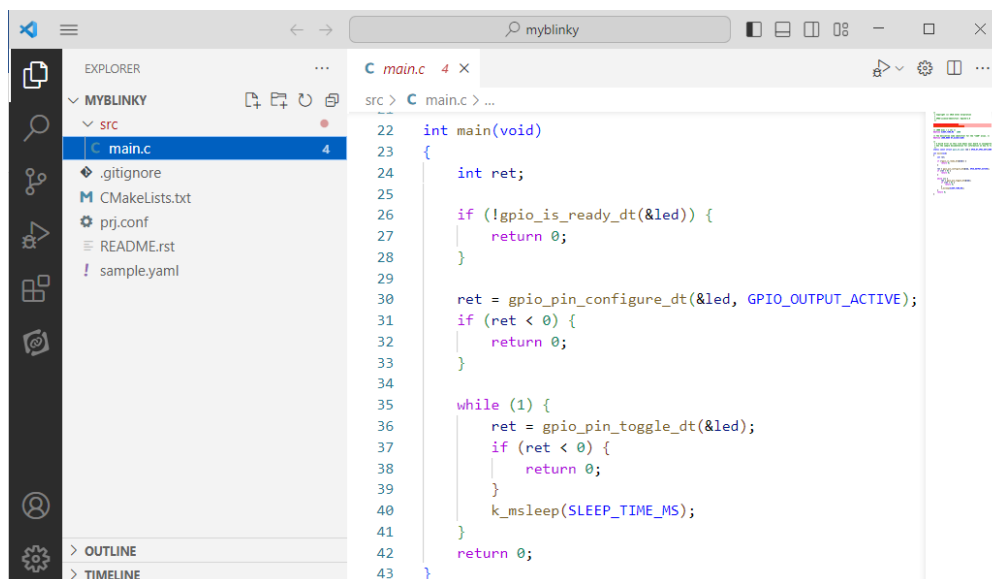 myblinky
EXPLORER
MYBLINKY
src
C main.c 4
.gitignore
M CMakeLists.txt
prj.conf
README.rst
! sample.yaml
OUTLINE
TIMELINE
C main.c 4
src > C main.c > ...
22 int main(void)
23 {
24 int ret;
25
26 if (!gpio_is_ready_dt(&led)) {
27 return 0;
28 }
29
30 ret = gpio_pin_configure_dt(&led, GPIO_OUTPUT_ACTIVE);
31 if (ret < 0) {
32 return 0;
33 }
34
35 while (1) {
36 ret = gpio_pin_toggle_dt(&led);
37 if (ret < 0) {
38 return 0;
39 }
40 k_msleep(SLEEP_TIME_MS);
41 }
42 return 0;
43 }